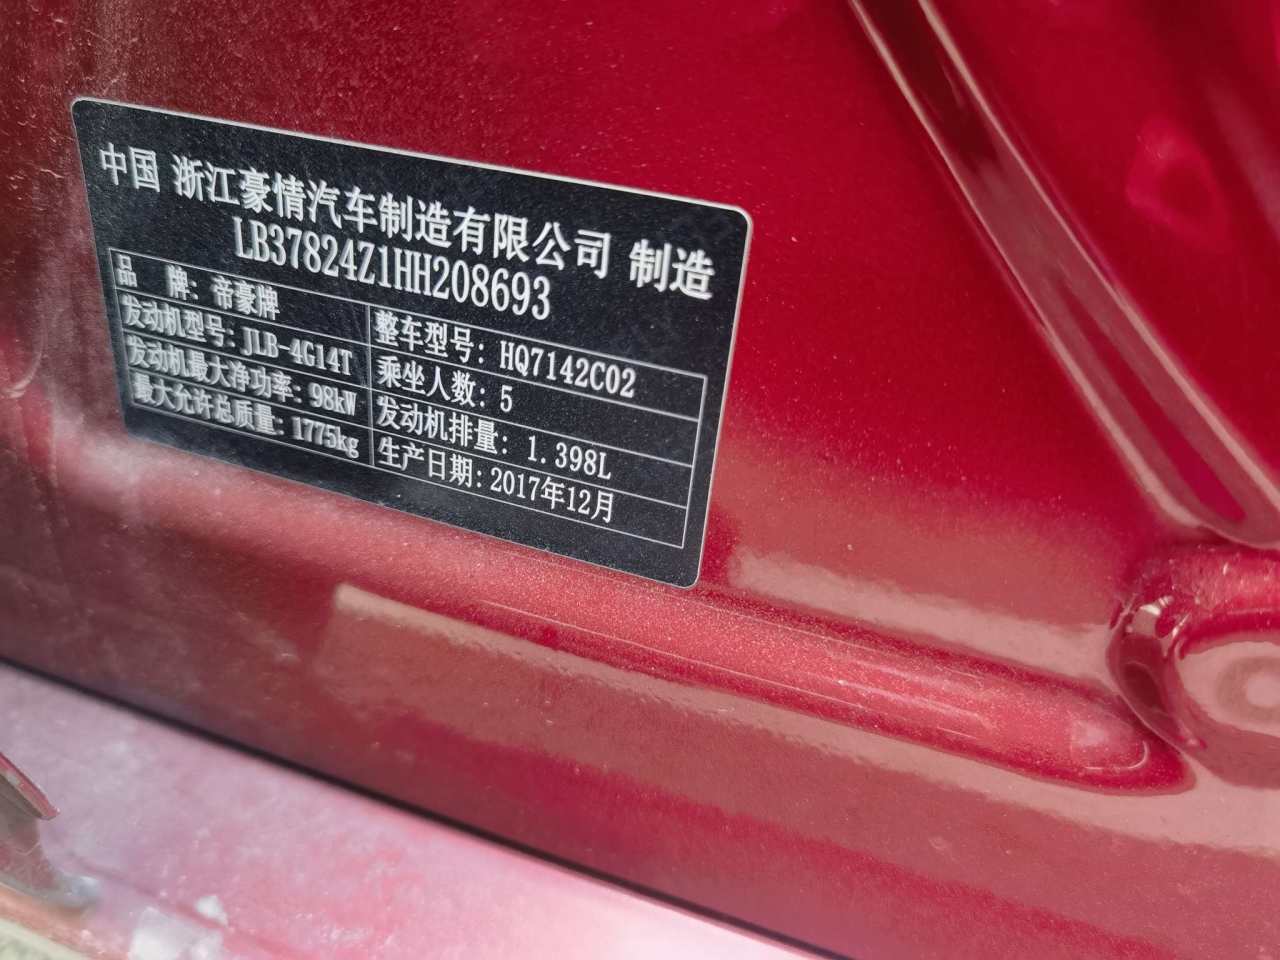 中国 浙江豪情汽车制造有限公司 制造
LB37824Z1HH208693
品 牌: 帝豪牌
整车型号: HQ7142C02
发动机型号: JLB-4G14T
乘坐人数: 5
发动机最大净功率: 98kW
发动机排量: 1.398L
最大允许总质量: 1775kg
生产日期: 2017年12月